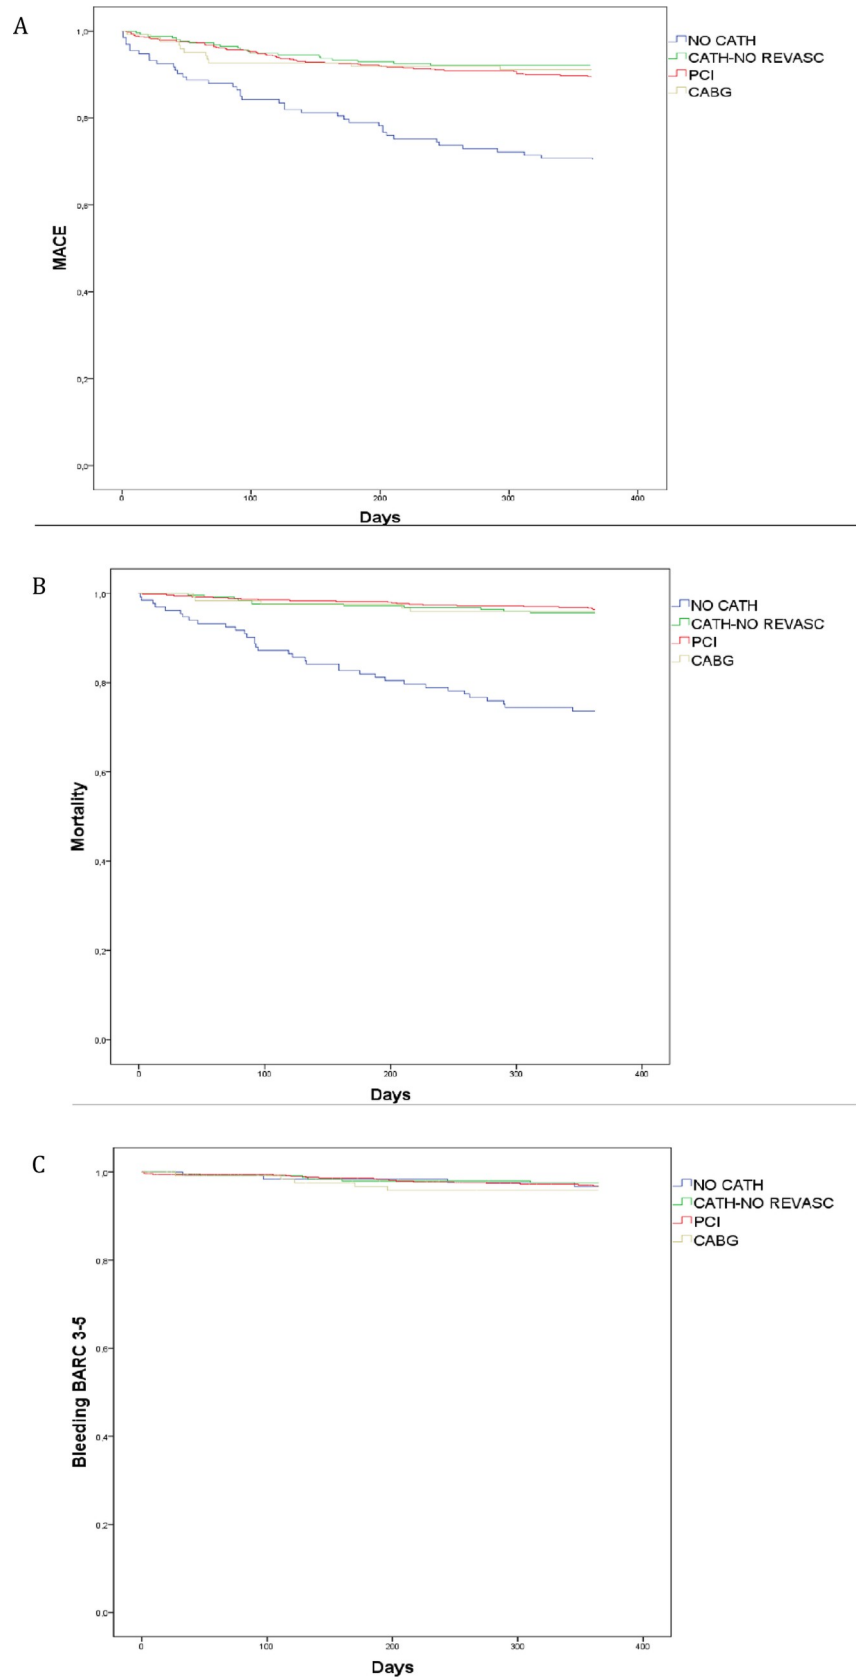 A
1,0
0,8
0,6
0,4
0,2
0,0
MACE
0 100 200 300 400
Days
NO CATH
CATH-NO REVASC
PCI
CABG
B
1,0
0,8
0,6
0,4
0,2
0,0
Mortality
0 100 200 300 400
Days
NO CATH
CATH-NO REVASC
PCI
CABG
C
1,0
0,8
0,6
0,4
0,2
0,0
Bleeding BARC 3-5
0 100 200 300 400
Days
NO CATH
CATH-NO REVASC
PCI
CABG